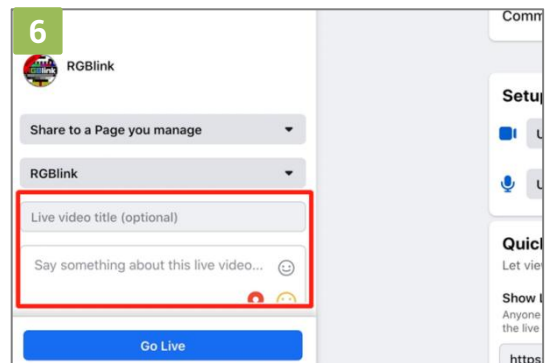 6
RGBlink
Share to a Page you manage
RGBlink
Live video title (optional)
Say something about this live video...
Go Live
Comm
Setup
U
U
Quicl
Let vie
Show L
Anyone
the live
https